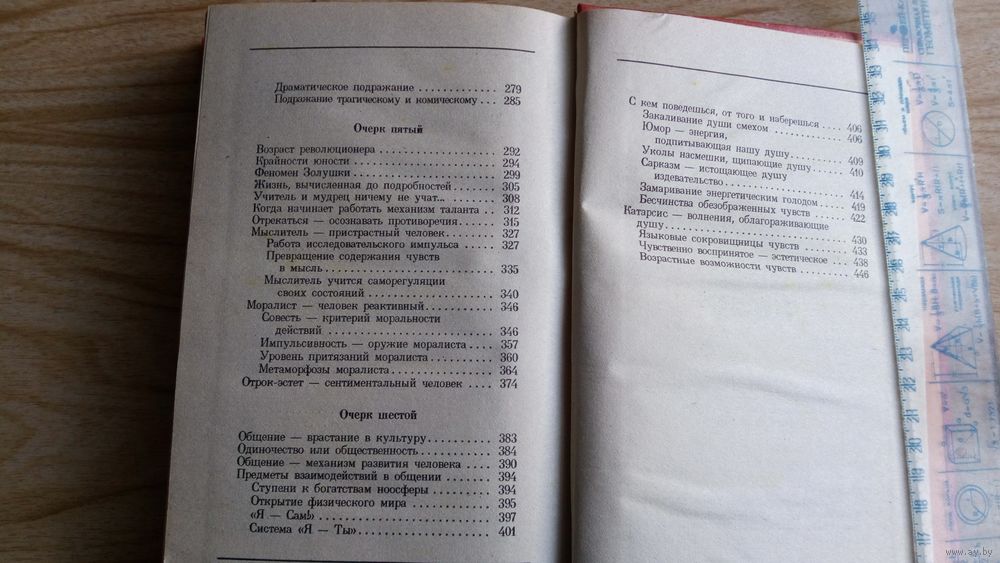 Драматическое подражание . . . . . . . . . . . . 279
Подражание трагическому и комическому . . . 285
Очерк пятый
Возраст революционера . . . . . . . . . . . . . . . . . 292
Крайности юности . . . . . . . . . . . . . . . . . . . . . 294
Феномен Золушки . . . . . . . . . . . . . . . . . . . . . 299
Жизнь, вычисленная до подробностей . . . . . . . 305
Учитель и мудрец ничему не учат... . . . . . . . . 308
Когда начинает работать механизм таланта . . 312
Отрекаться — осознавать противоречия . . . . . . 315
Мыслитель — пристрастный человек . . . . . . . . 327
Работа исследовательского импульса . . . . . . 327
Превращение содержания чувств
в мысль . . . . . . . . . . . . . . . . . . . . . . . . . 335
Мыслитель учится саморегуляции
своих состояний . . . . . . . . . . . . . . . . . . . 340
Моралист — человек реактивный . . . . . . . . . . . 346
Совесть — критерий моральности
действий . . . . . . . . . . . . . . . . . . . . . . . . 346
Импульсивность — оружие моралиста . . . . . . 357
Уровень притязаний моралиста . . . . . . . . . . . 360
Метаморфозы моралиста . . . . . . . . . . . . . . . 364
Отрок-эстет — сентиментальный человек . . . . 374
Очерк шестой
Общение — врастание в культуру . . . . . . . . . . 383
Одиночество или общественность . . . . . . . . . . . 384
Общение — механизм развития человека . . . . . 390
Предметы взаимодействий в общении . . . . . . . 394
Ступени к богатствам ноосферы . . . . . . . . . . 394
Открытие физического мира . . . . . . . . . . . . . 395
«Я — Сам!» . . . . . . . . . . . . . . . . . . . . . . . . 397
Система «Я — Ты» . . . . . . . . . . . . . . . . . . . 401
С кем поведешься, от того и наберешься . . . . . 406
Закаливание души смехом . . . . . . . . . . . . . . 406
Юмор — энергия,
подпитывающая нашу душу . . . . . . . . . . . 409
Уколы насмешки, щипающие душу . . . . . . . . 410
Сарказм — истощающее душу
издевательство . . . . . . . . . . . . . . . . . . . . 414
Замаривание энергетическим голодом . . . . . . 419
Бесчинства обезображенных чувств . . . . . . . . 422
Катарсис — волнения, облагораживающие
душу . . . . . . . . . . . . . . . . . . . . . . . . . . . 430
Языковые сокровищницы чувств . . . . . . . . . . 433
Чувственно воспринятое — эстетическое . . . . 438
Возрастные возможности чувств . . . . . . . . . . 446
www.ay.by